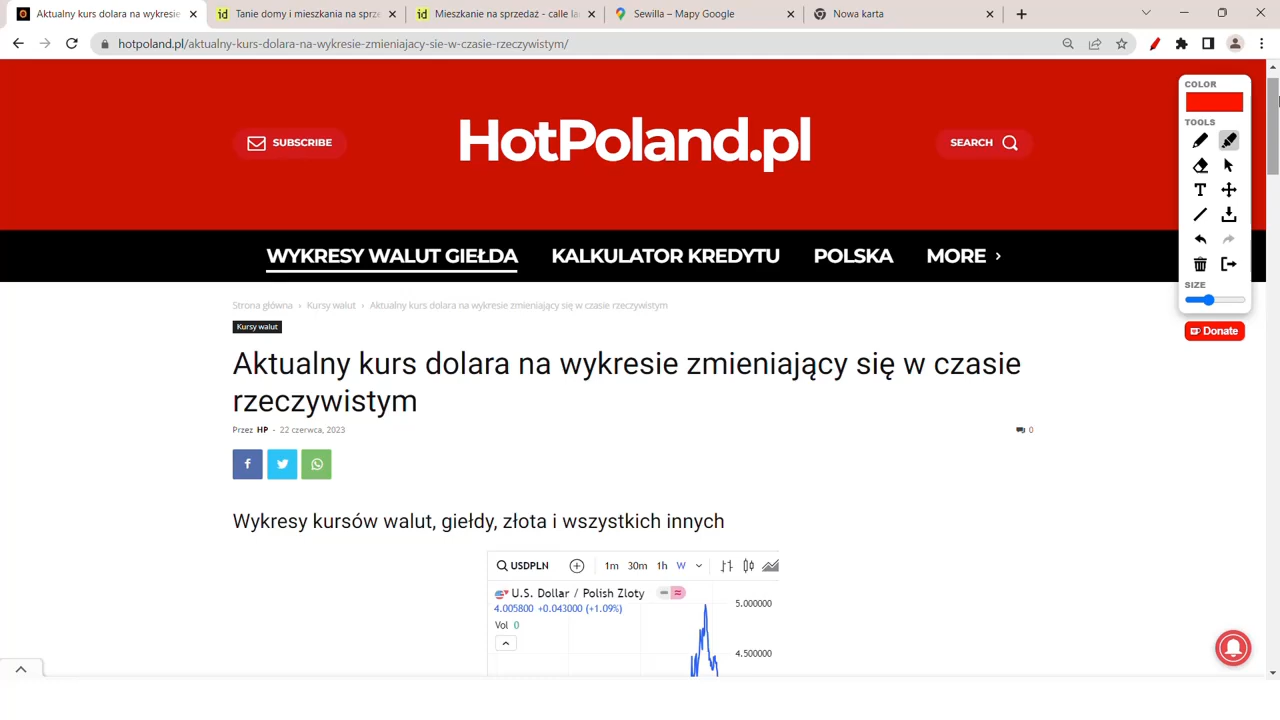 Aktualny kurs dolara na wykresie
Tanie domy i mieszkania na sprze
Mieszkanie na sprzedaż - calle la
Sewilla – Mapy Google
Nowa karta
hotpoland.pl/aktualny-kurs-dolara-na-wykresie-zmieniajacy-sie-w-czasie-rzeczywistym/
SUBSCRIBE
HotPoland.pl
SEARCH
COLOR
TOOLS
SIZE
Donate
WYKRESY WALUT GIEŁDA
KALKULATOR KREDYTU
POLSKA
MORE
Strona główna › Kursy walut › Aktualny kurs dolara na wykresie zmieniający się w czasie rzeczywistym
Kursy walut
Aktualny kurs dolara na wykresie zmieniający się w czasie
rzeczywistym
Przez HP - 22 czerwca, 2023
0
Wykresy kursów walut, giełdy, złota i wszystkich innych
USDPLN 1m 30m 1h W
U.S. Dollar / Polish Zloty
4.005800 +0.043000 (+1.09%)
Vol 0
5.000000
4.500000